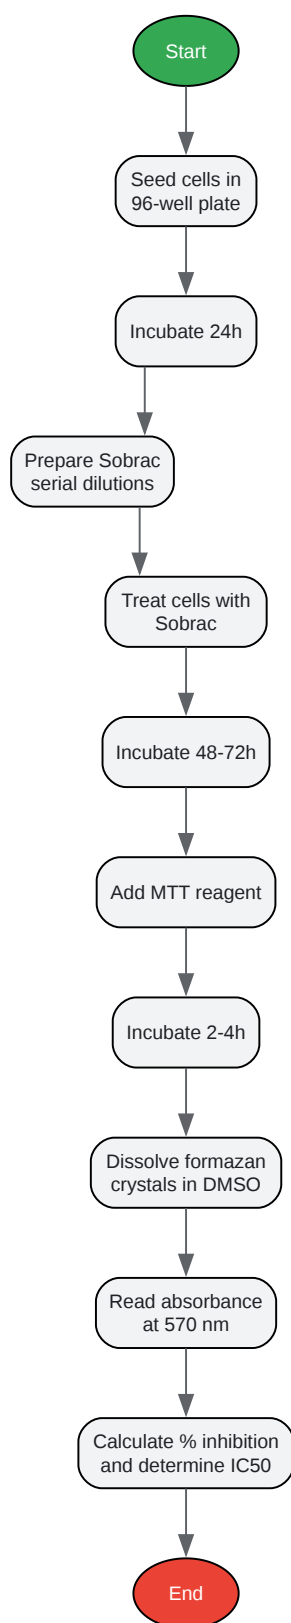 Start
Seed cells in
96-well plate
Incubate 24h
Prepare Sobrac
serial dilutions
Treat cells with
Sobrac
Incubate 48-72h
Add MTT reagent
Incubate 2-4h
Dissolve formazan
crystals in DMSO
Read absorbance
at 570 nm
Calculate % inhibition
and determine IC50
End